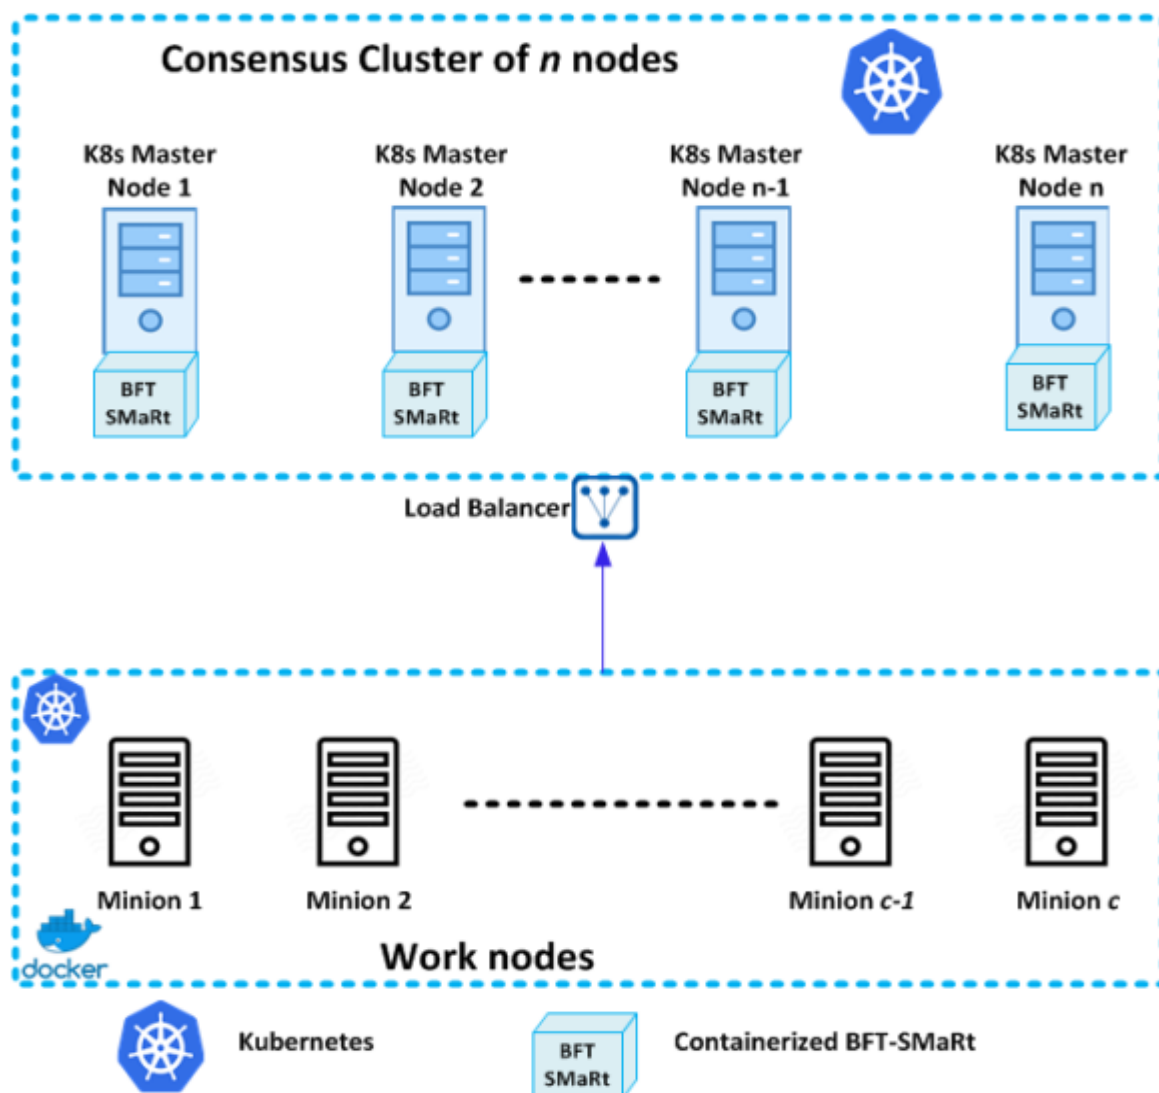 Consensus Cluster of n nodes
K8s Master
Node 1
K8s Master
Node 2
K8s Master
Node n-1
K8s Master
Node n
BFT
SMaRt
BFT
SMaRt
BFT
SMaRt
BFT
SMaRt
Load Balancer
Minion 1
Minion 2
Minion c-1
Minion c
docker
Work nodes
Kubernetes
BFT
SMaRt
Containerized BFT-SMaRt